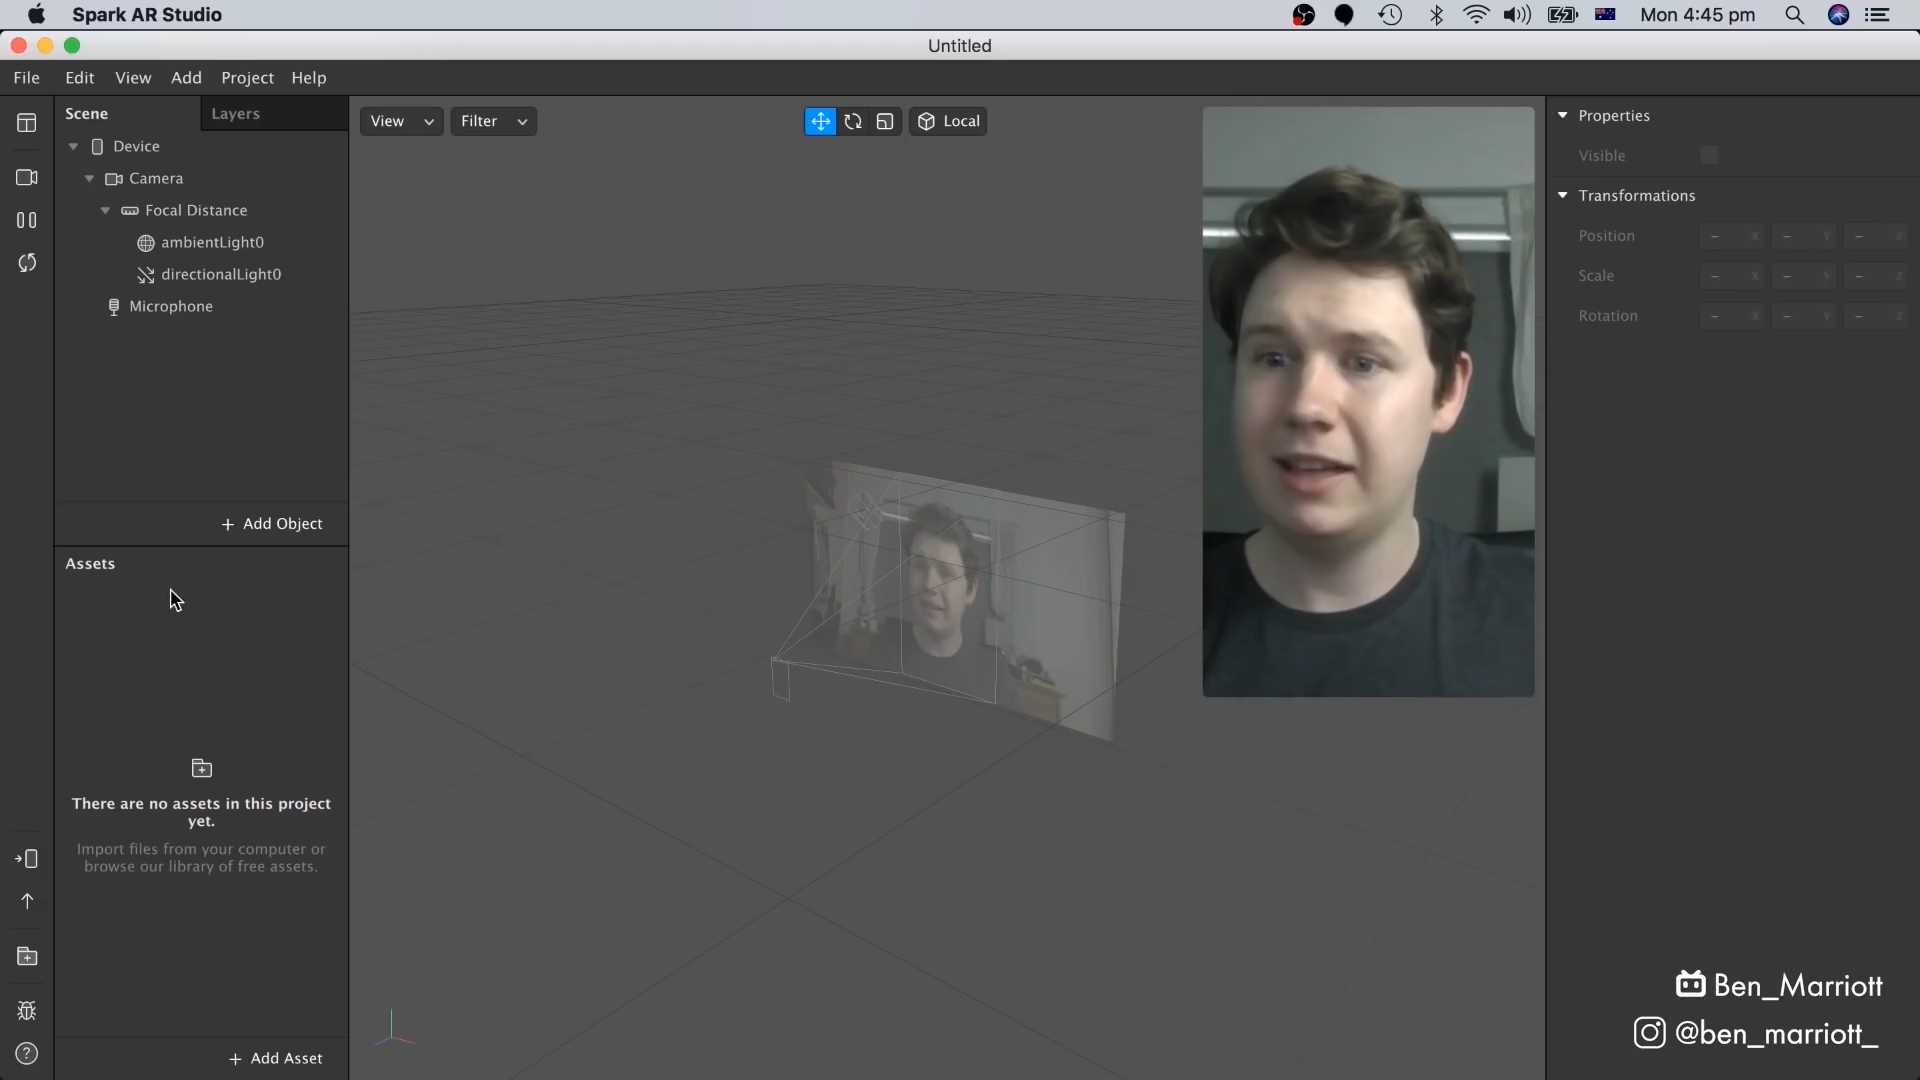 Spark AR Studio
Mon 4:45 pm
Untitled
File Edit View Add Project Help
Scene Layers
Device
Camera
Focal Distance
ambientLight0
directionalLight0
Microphone
+ Add Object
Assets
There are no assets in this project
yet.
Import files from your computer or
browse our library of free assets.
+ Add Asset
View Filter
Local
Properties
Visible
Transformations
Position – X – Y – Z
Scale – X – Y – Z
Rotation – X – Y – Z
Ben_Marriott
@ben_marriott_